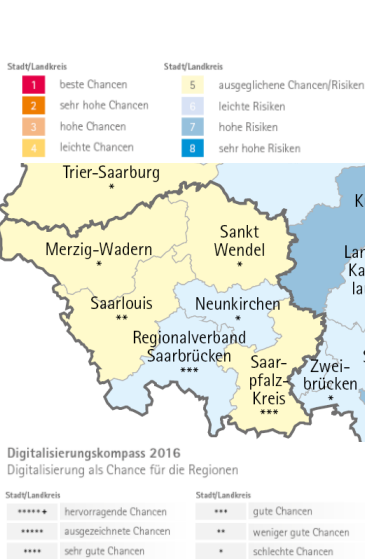 Stadt/Landkreis Stadt/Landkreis
1 beste Chancen 5 ausgeglichene Chancen/Risiken
2 sehr hohe Chancen 6 leichte Risiken
3 hohe Chancen 7 hohe Risiken
4 leichte Chancen 8 sehr hohe Risiken
Trier-Saarburg
*
K
Sankt
Merzig-Wadern Wendel
* *
Lan
Ka
la
Saarlouis Neunkirchen
** *
Regionalverband
Saarbrücken
***
Saar-
pfalz-
Kreis
***
Zwei-
brücken
*
Digitalisierungskompass 2016
Digitalisierung als Chance für die Regionen
Stadt/Landkreis Stadt/Landkreis
*****+ hervorragende Chancen *** gute Chancen
***** ausgezeichnete Chancen ** weniger gute Chancen
**** sehr gute Chancen * schlechte Chancen